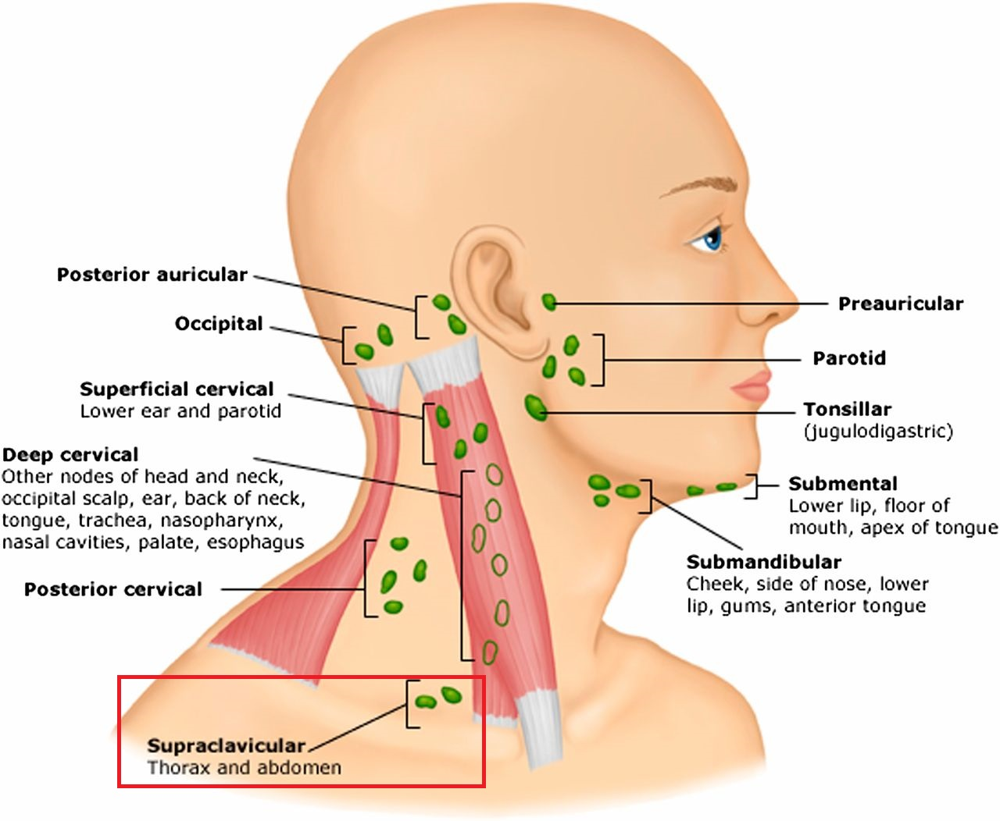 Posterior auricular
Occipital
Superficial cervical
Lower ear and parotid
Deep cervical
Other nodes of head and neck,
occipital scalp, ear, back of neck,
tongue, trachea, nasopharynx,
nasal cavities, palate, esophagus
Posterior cervical
Supraclavicular
Thorax and abdomen
Preauricular
Parotid
Tonsillar
(jugulodigastric)
Submental
Lower lip, floor of
mouth, apex of tongue
Submandibular
Cheek, side of nose, lower
lip, gums, anterior tongue